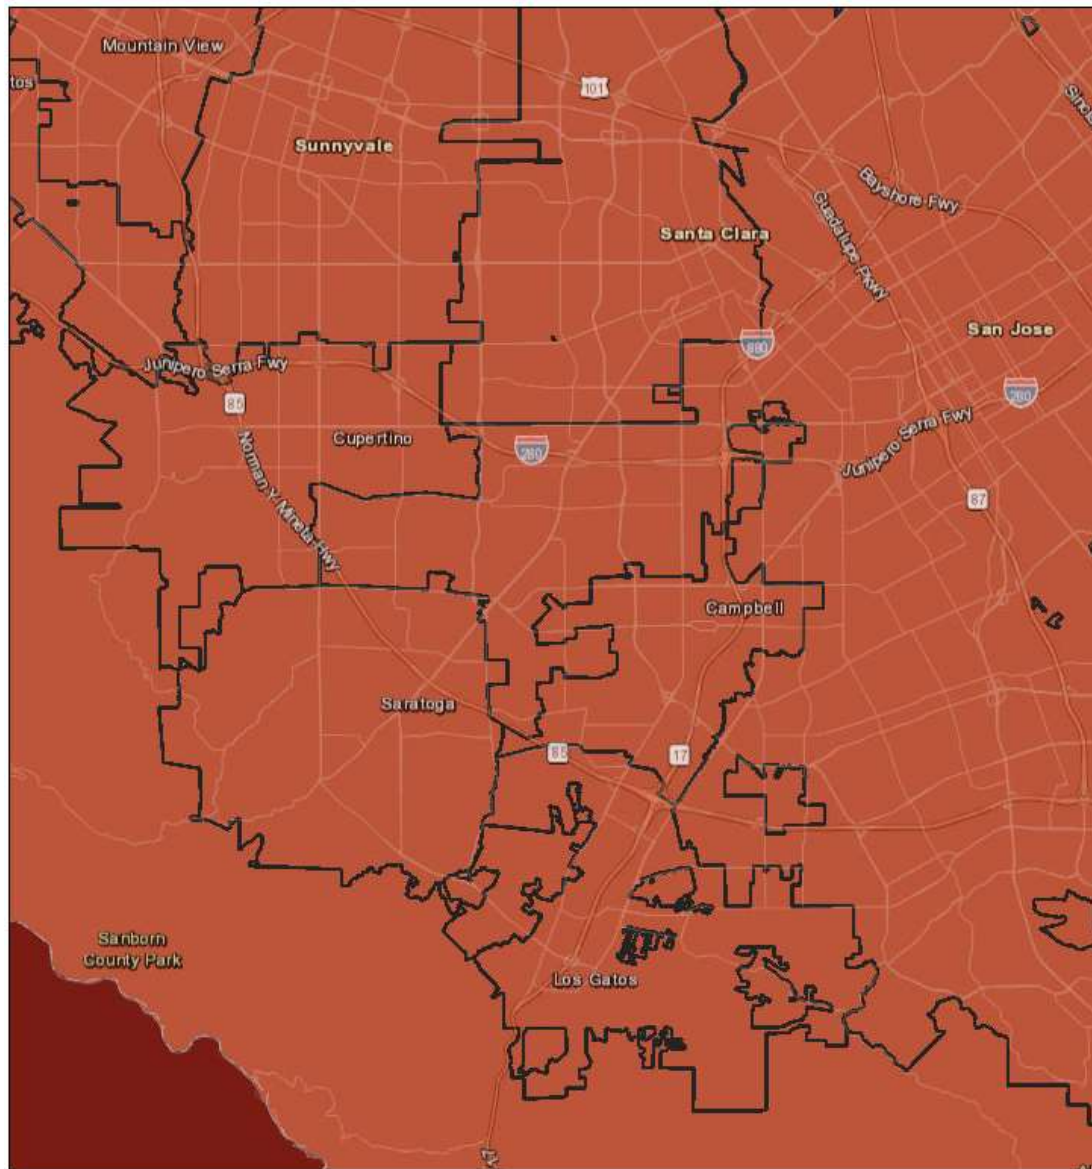 Mountain View
tos
101
Sunnyvale
Bayshore Fwy
Guadalupe Pkwy
Santa Clara
San Jose
880
Junipero Serra Fwy
280
85
Cupertino
280
Junipero Serra Fwy
Norman Y Mineta Hwy
87
Campbell
Saratoga
85
17
Sanborn
County Park
Los Gatos